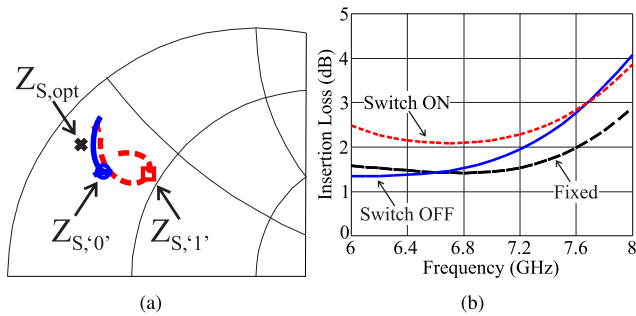 Z_S,opt
Z_S,'0'
Z_S,'1'
(a)
Insertion Loss (dB)
5
4
3
2
1
0
Switch ON
Switch OFF
Fixed
6 6.4 6.8 7.2 7.6 8
Frequency (GHz)
(b)